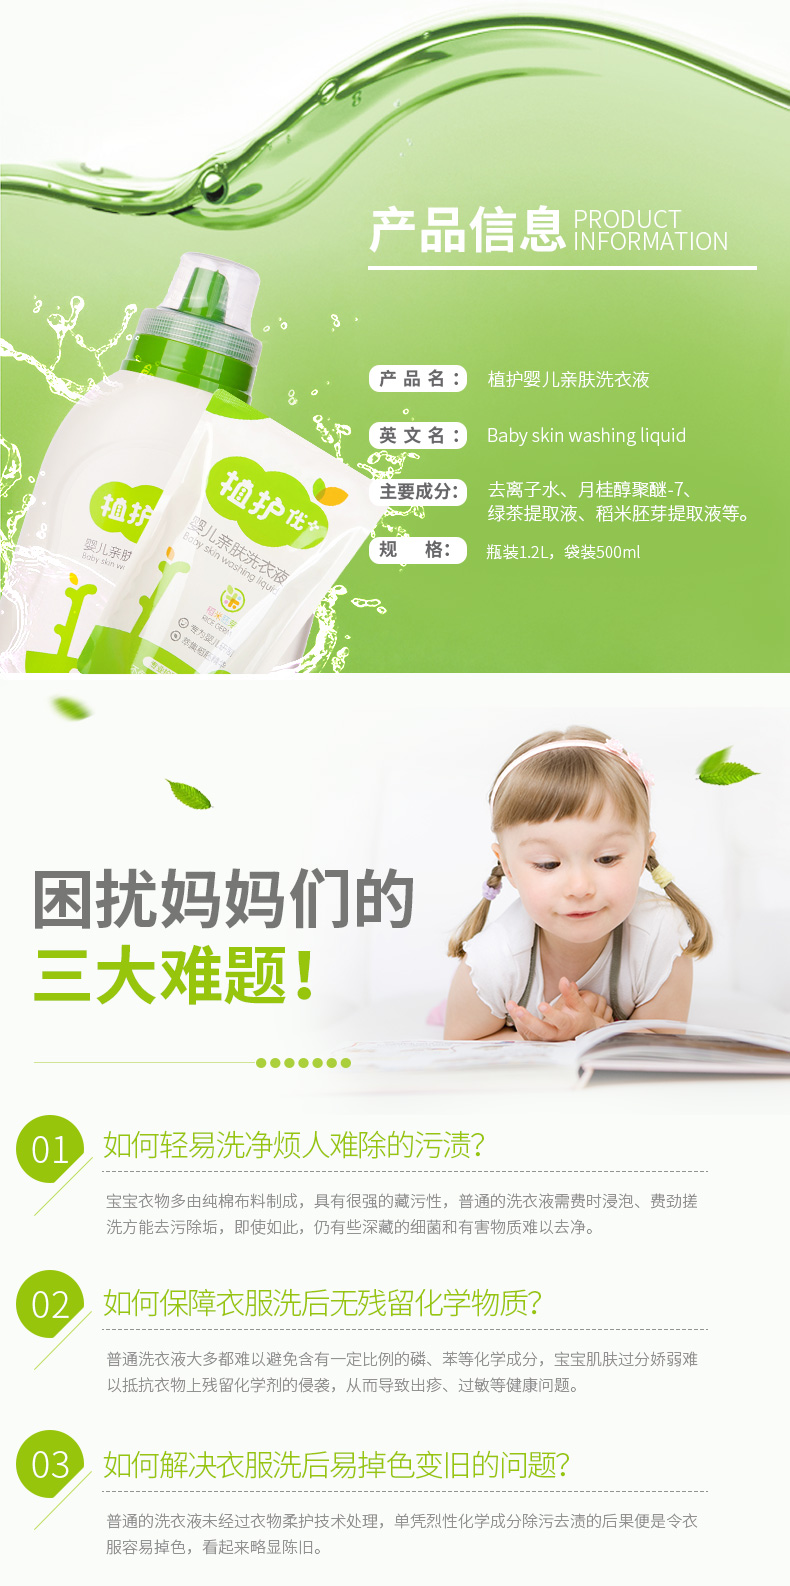 产品信息 PRODUCT
INFORMATION
产品名： 植护婴儿亲肤洗衣液
英文名： Baby skin washing liquid
主要成分： 去离子水、月桂醇聚醚-7、
绿茶提取液、稻米胚芽提取液等。
规 格： 瓶装1.2L，袋装500ml
植护
婴儿亲肤
Baby skin w
植护优+
婴儿亲肤洗衣液
Baby skin washing liquid
困扰妈妈们的
三大难题！
01 如何轻易洗净烦人难除的污渍？
宝宝衣物多由纯棉布料制成，具有很强的藏污性，普通的洗衣液需费时浸泡、费劲搓
洗方能去污除垢，即使如此，仍有些深藏的细菌和有害物质难以去净。
02 如何保障衣服洗后无残留化学物质？
普通洗衣液大多都难以避免含有一定比例的磷、苯等化学成分，宝宝肌肤过分娇弱难
以抵抗衣物上残留化学剂的侵袭，从而导致出疹、过敏等健康问题。
03 如何解决衣服洗后易掉色变旧的问题？
普通的洗衣液未经过衣物柔护技术处理，单凭烈性化学成分除污去渍的后果便是令衣
服容易掉色，看起来略显陈旧。